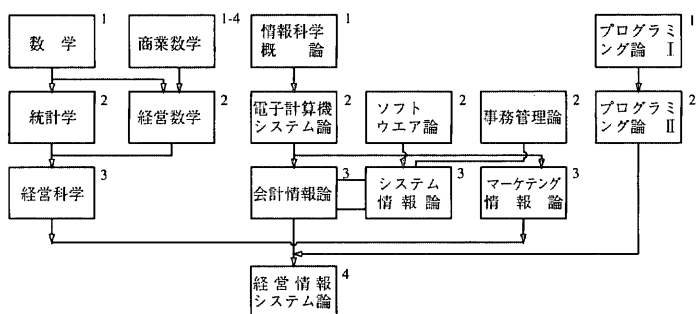 1
1-4
1
1
数 学
商業数学
情報科学
概 論
プログラミ
ング論 I
2
2
2
2
2
2
統計学
経営数学
電子計算機
システム論
ソフト
ウエア論
事務管理論
プログラミ
ング論 II
3
3
3
3
経営科学
会計情報論
システム
情 報 論
マーケテング
情 報 論
4
経 営 情 報
システム論